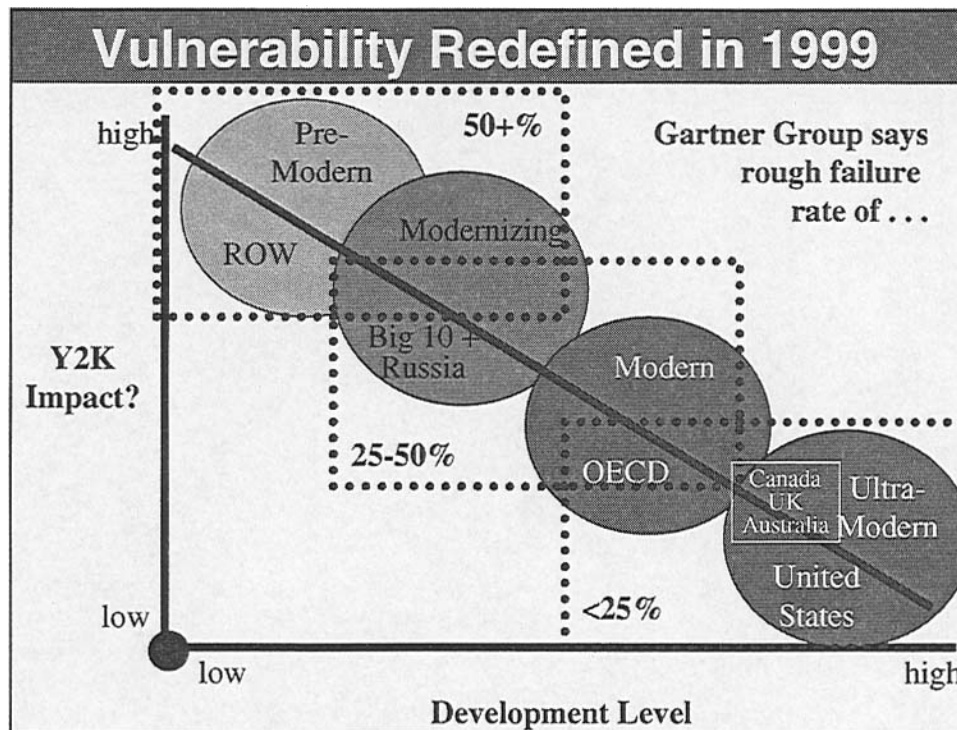 Vulnerability Redefined in 1999
high
Pre-
Modern
50+%
Gartner Group says
rough failure
rate of . . .
ROW
Modernizing
Big 10 +
Russia
Y2K
Impact?
Modern
25-50%
OECD
Canada
UK
Australia
Ultra-
Modern
United
States
<25%
low
low
high
Development Level